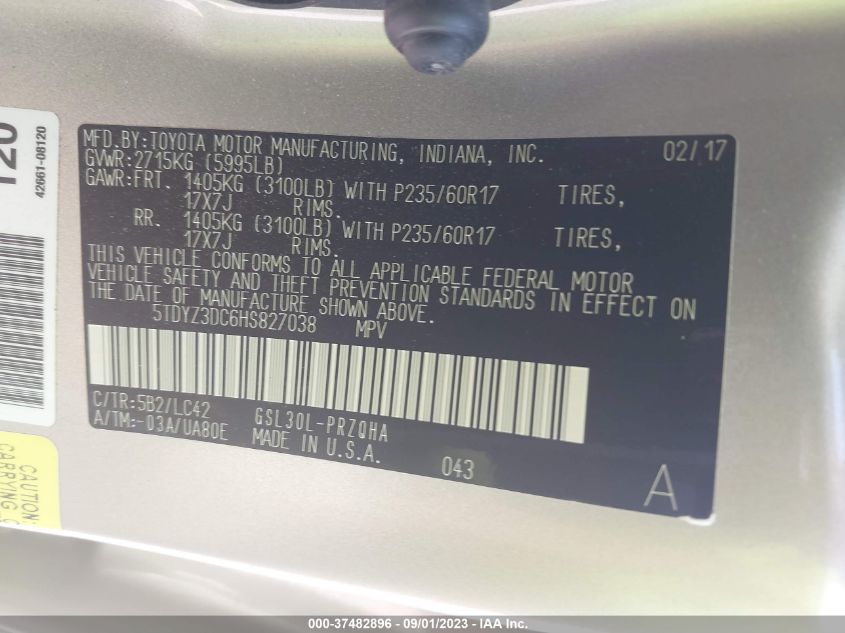 MFD.BY:TOYOTA MOTOR MANUFACTURING, INDIANA, INC. 02/17
GVWR:2715KG (5995LB)
GAWR:FRT. 1405KG (3100LB) WITH P235/60R17 TIRES,
17X7J RIMS.
RR. 1405KG (3100LB) WITH P235/60R17 TIRES,
17X7J RIMS.
THIS VEHICLE CONFORMS TO ALL APPLICABLE FEDERAL MOTOR
VEHICLE SAFETY AND THEFT PREVENTION STANDARDS IN EFFECT ON
THE DATE OF MANUFACTURE SHOWN ABOVE.
5TDYZ3DC6HS827038 MPV
C/TR:5B2/LC42 GSL30L-PRZQHA
A/TM:-03A/UA80E MADE IN U.S.A.
043 A
120
42661-08120
CAUTION:
CARRYING
000-37482896 - 09/01/2023 - IAA Inc.